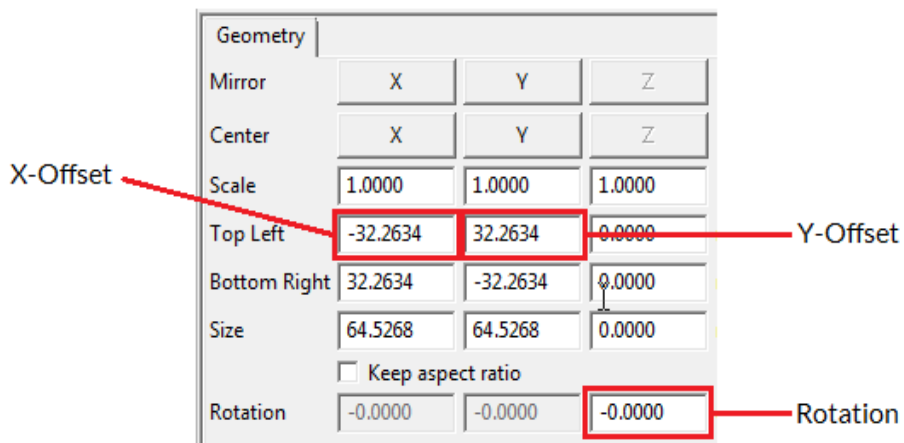 Geometry
Mirror X Y Z
Center X Y Z
X-Offset
Scale 1.0000 1.0000 1.0000
Top Left -32.2634 32.2634 0.0000 Y-Offset
Bottom Right 32.2634 -32.2634 0.0000
Size 64.5268 64.5268 0.0000
Keep aspect ratio
Rotation -0.0000 -0.0000 -0.0000 Rotation